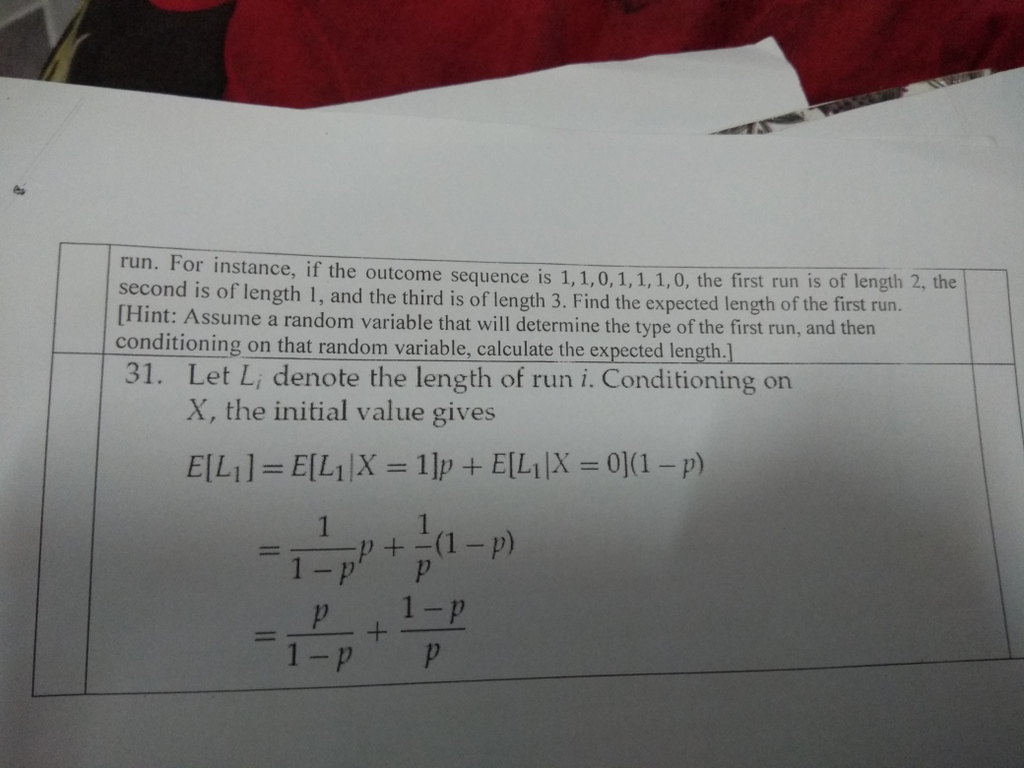 run. For instance, if the outcome sequence is 1, 1, 0, 1, 1, 1, 0, the first run is of length 2, the
second is of length 1, and the third is of length 3. Find the expected length of the first run.
[Hint: Assume a random variable that will determine the type of the first run, and then
conditioning on that random variable, calculate the expected length.]
31. Let L_i denote the length of run i. Conditioning on
X, the initial value gives
E[L_1] = E[L_1|X = 1]p + E[L_1|X = 0](1 − p)
= \frac{1}{1 − p}p + \frac{1}{p}(1 − p)
= \frac{p}{1 − p} + \frac{1 − p}{p}